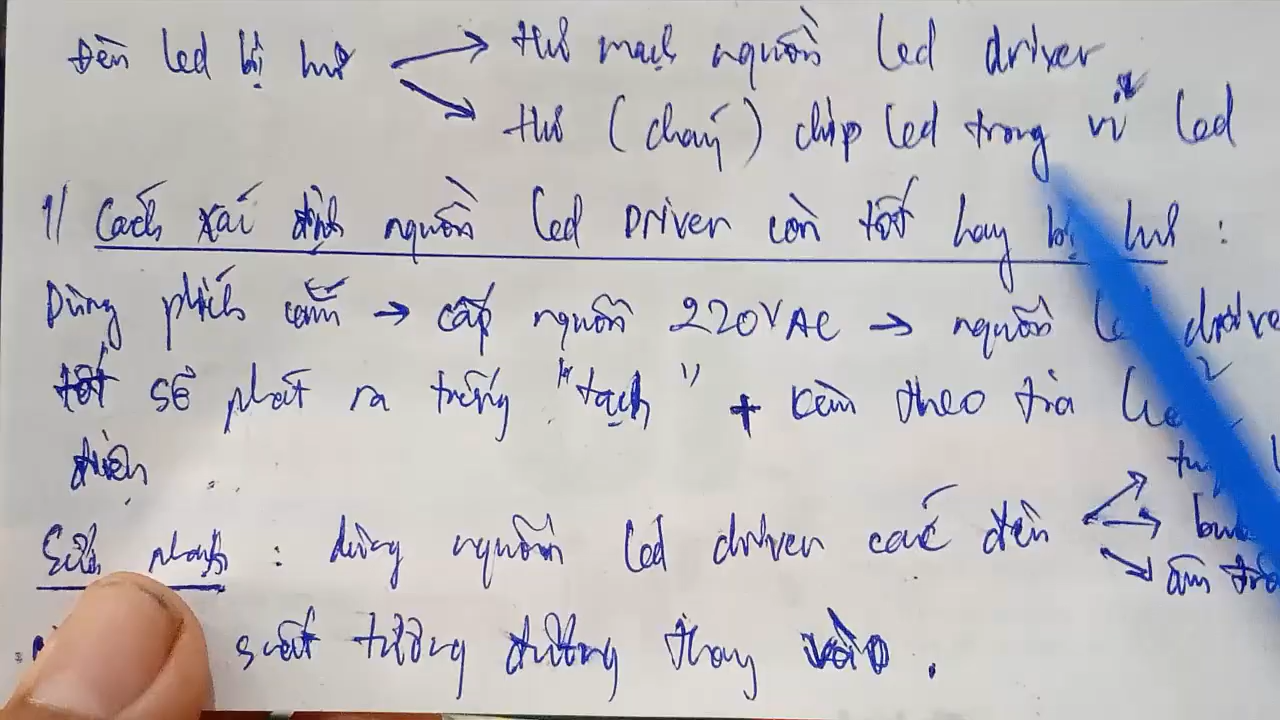 đèn led bị hư
hư mạch nguồn led driver
hư (cháy) chip led trong vỉ led
1/ Cách xác định nguồn led Driver còn tốt hay bị hư :
Dùng phích cắm → cấp nguồn 220V AC → nguồn driver
tốt sẽ phát ra tiếng "tạch" + kèm theo tia
điện
Sửa nhanh : dùng nguồn led driver các đèn
âm
suất tương đương thay vào .